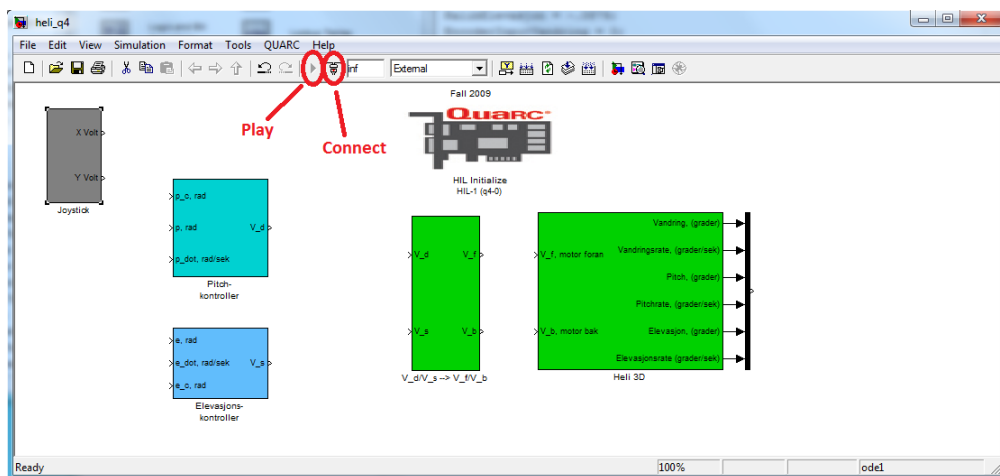 heli_q4
File Edit View Simulation Format Tools QUARC Help
inf External
Play
Connect
Fall 2009
QUARC
HIL Initialize
HIL-1 (q4-0)
X Volt
Y Volt
Joystick
p_c, rad
p, rad
p_dot, rad/sek
V_d
Pitch-
kontroller
e, rad
e_dot, rad/sek
e_c, rad
V_s
Elevasjons-
kontroller
V_d
V_s
V_f
V_b
V_d/V_s --> V_f/V_b
V_f, motor foran
V_b, motor bak
Vandring, (grader)
Vandringsrate, (grader/sek)
Pitch, (grader)
Pitchrate, (grader/sek)
Elevasjon, (grader)
Elevasjonsrate (grader/sek)
Heli 3D
Ready 100% ode1